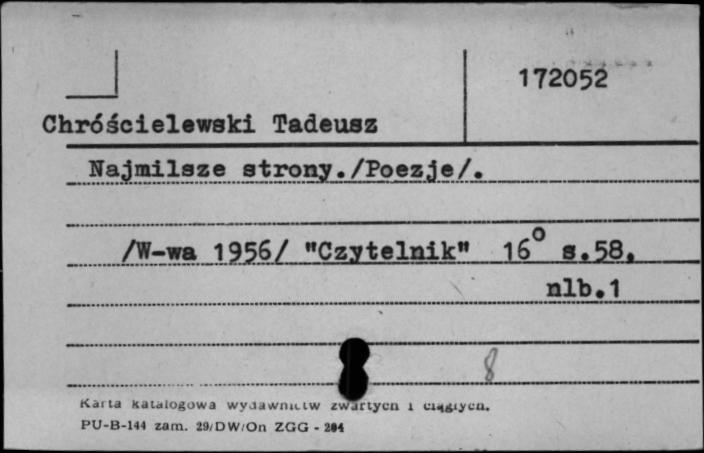 172052
Chróścielewski Tadeusz
Najmilsze strony./Poezje/.
/W-wa 1956/ "Czytelnik" 16° s.58.
nlb.1
8
Karta katalogowa wydawnictw zwartych i ciągłych.
PU-B-144 zam. 29/DW/On ZGG - 204